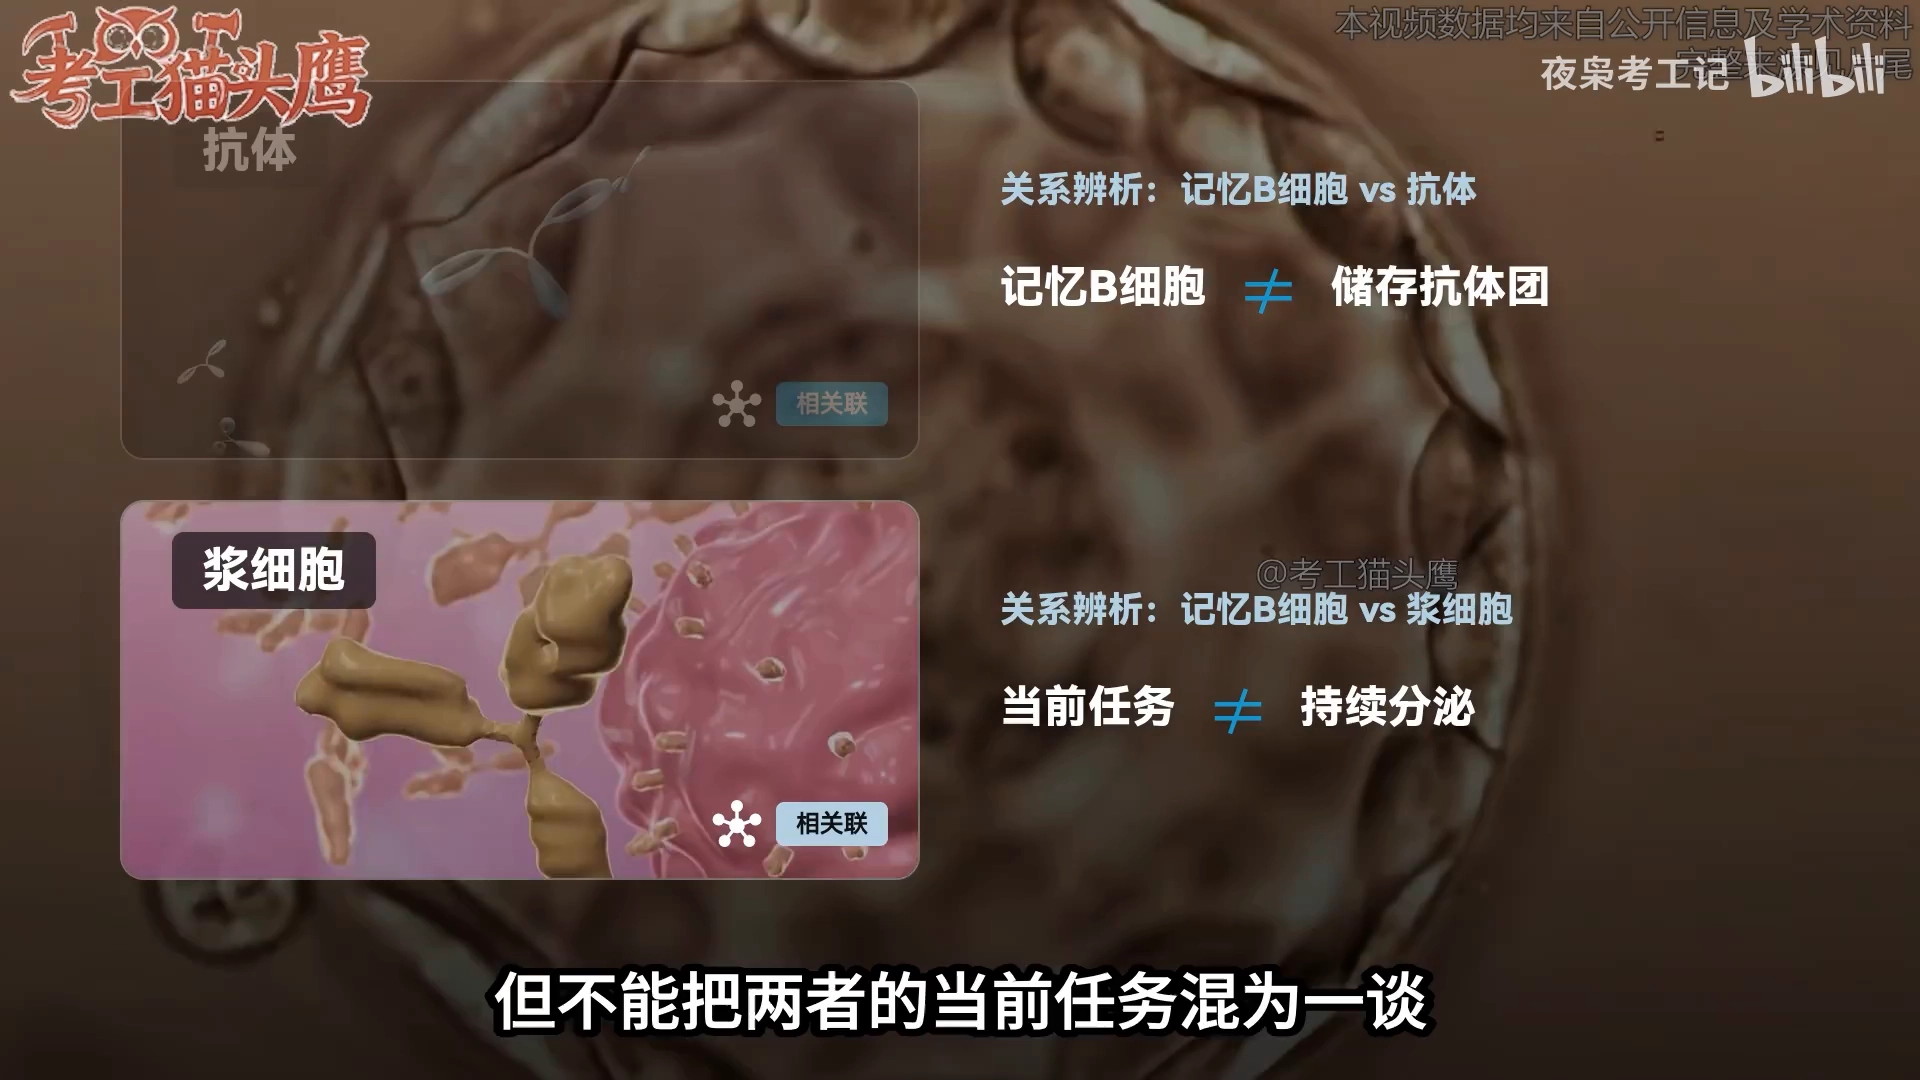 考工猫头鹰
本视频数据均来自公开信息及学术资料
夜枭考工记 bilibili
抗体
关系辨析：记忆B细胞 vs 抗体
记忆B细胞 ≠ 储存抗体团
相关联
浆细胞
@考工猫头鹰
关系辨析：记忆B细胞 vs 浆细胞
当前任务 ≠ 持续分泌
相关联
但不能把两者的当前任务混为一谈